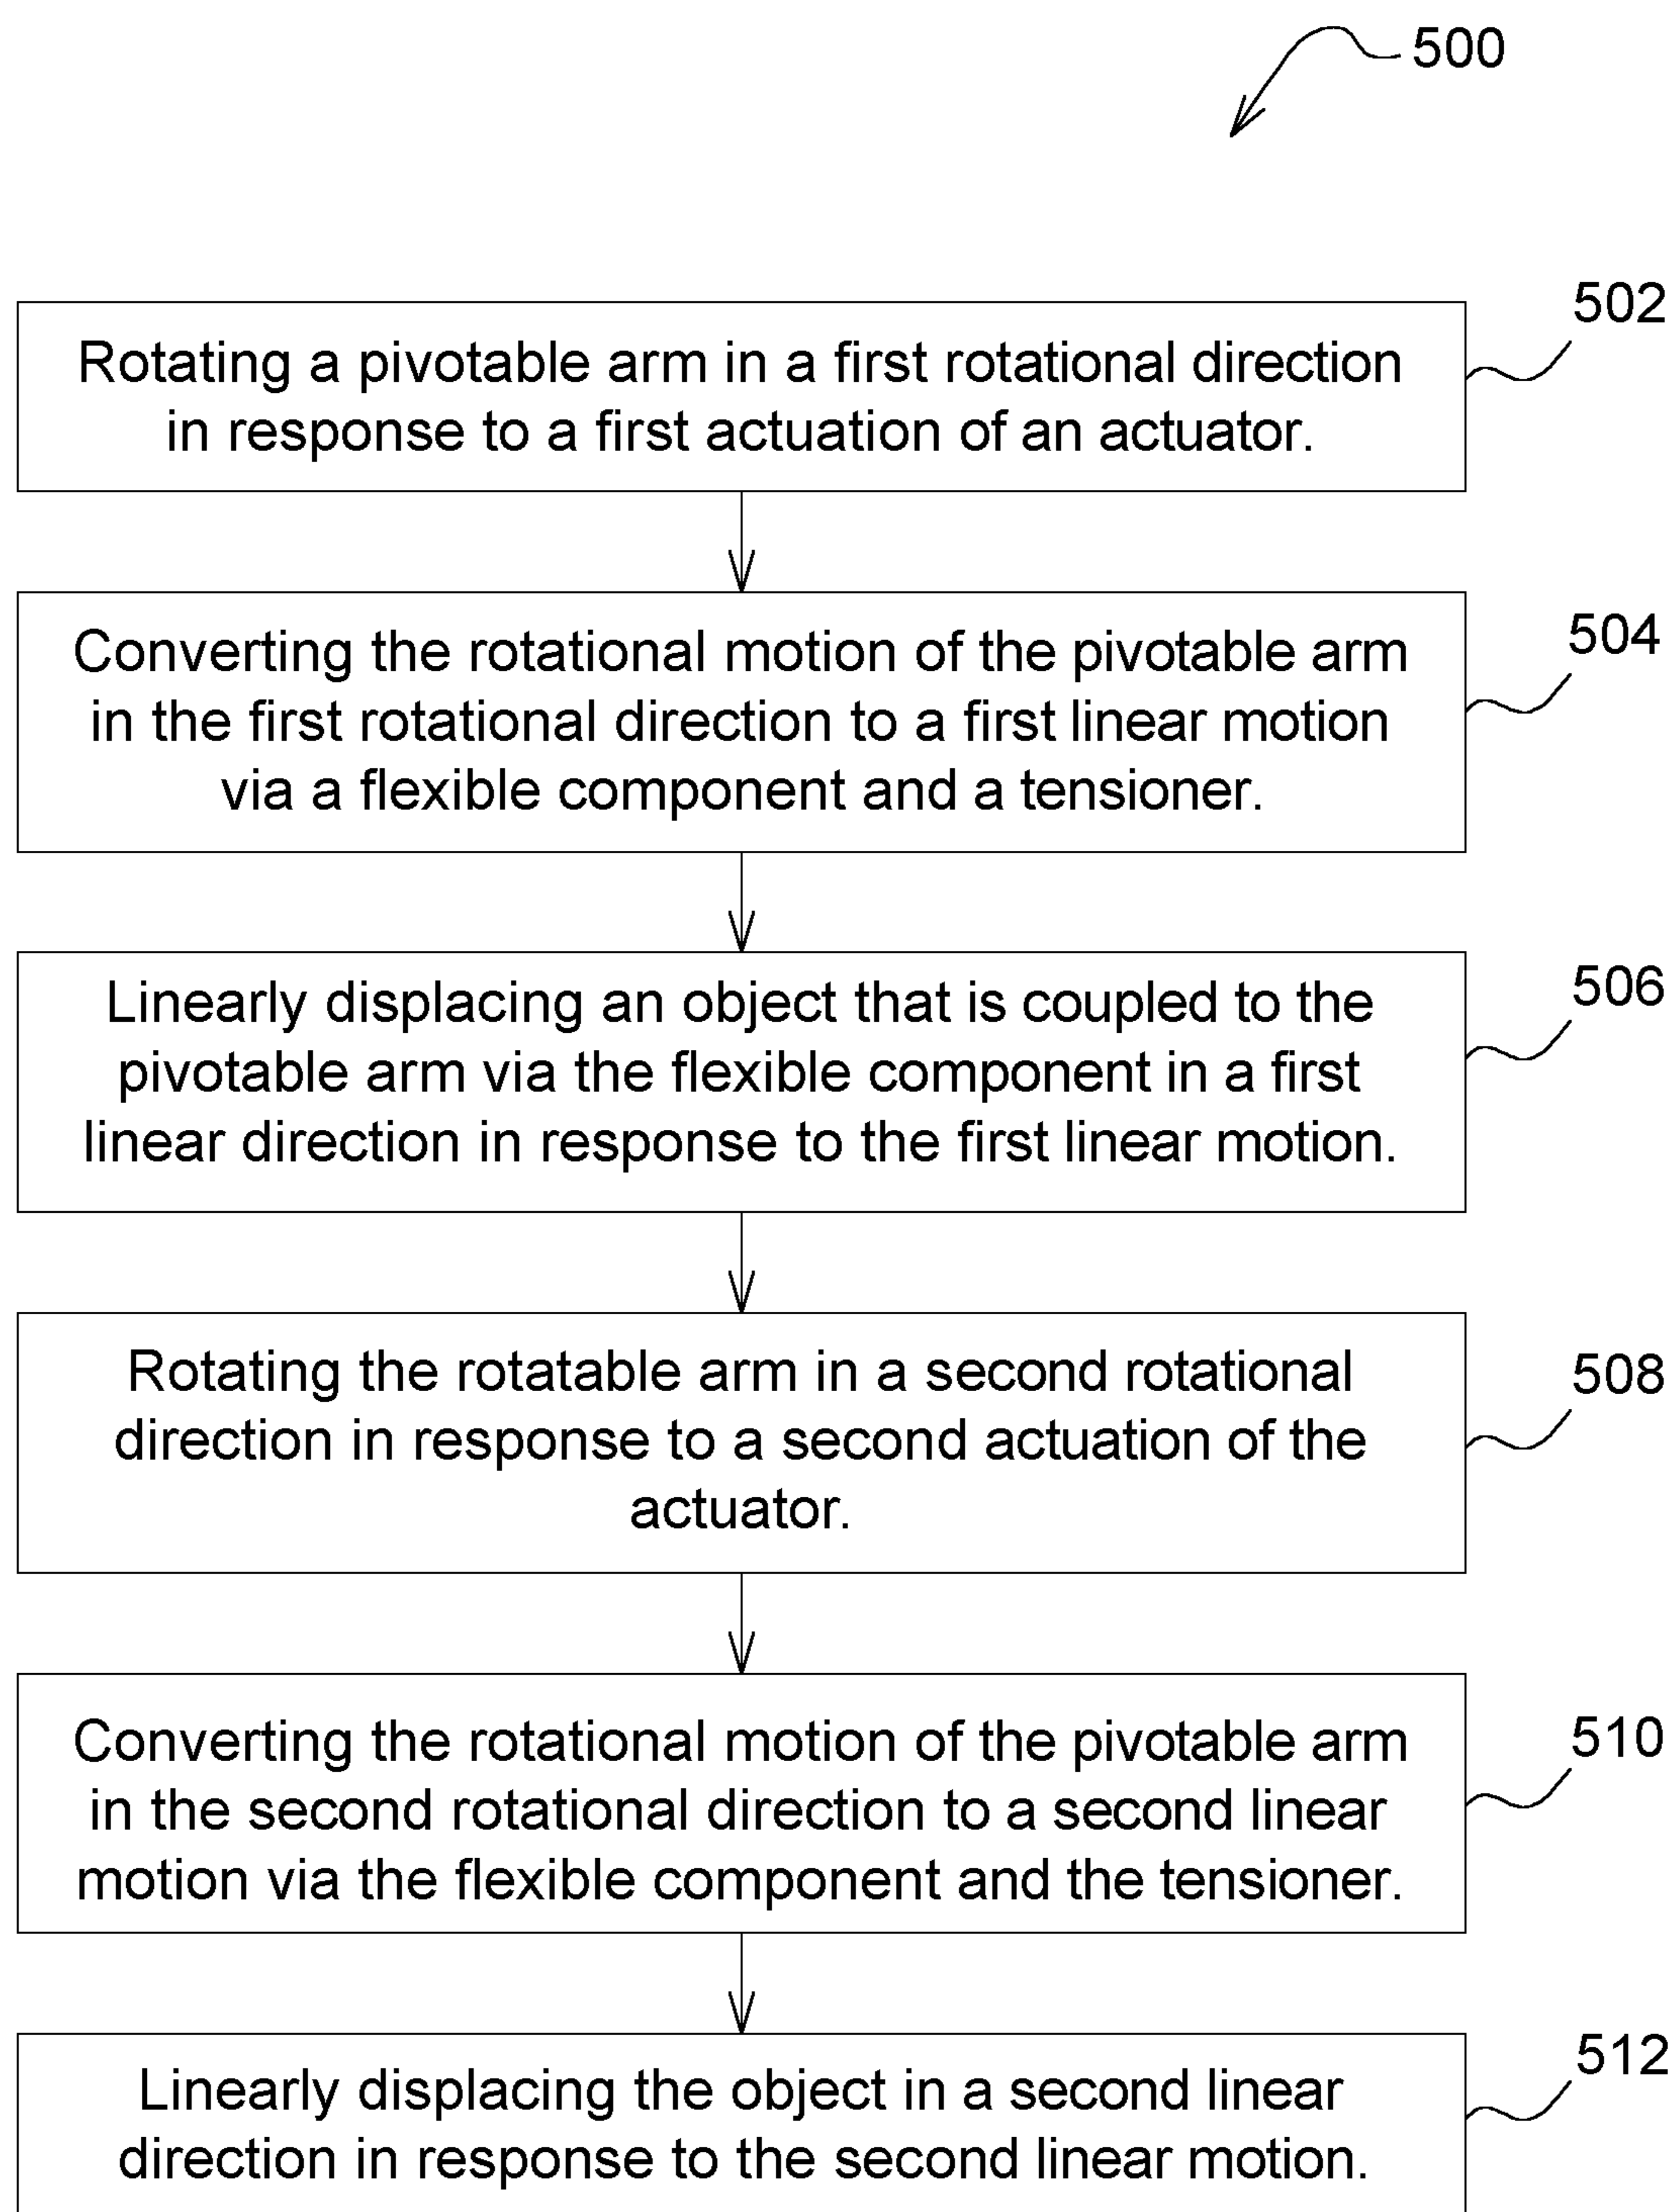 500
502
Rotating a pivotable arm in a first rotational direction
in response to a first actuation of an actuator.
504
Converting the rotational motion of the pivotable arm
in the first rotational direction to a first linear motion
via a flexible component and a tensioner.
506
Linearly displacing an object that is coupled to the
pivotable arm via the flexible component in a first
linear direction in response to the first linear motion.
508
Rotating the rotatable arm in a second rotational
direction in response to a second actuation of the
actuator.
510
Converting the rotational motion of the pivotable arm
in the second rotational direction to a second linear
motion via the flexible component and the tensioner.
512
Linearly displacing the object in a second linear
direction in response to the second linear motion.